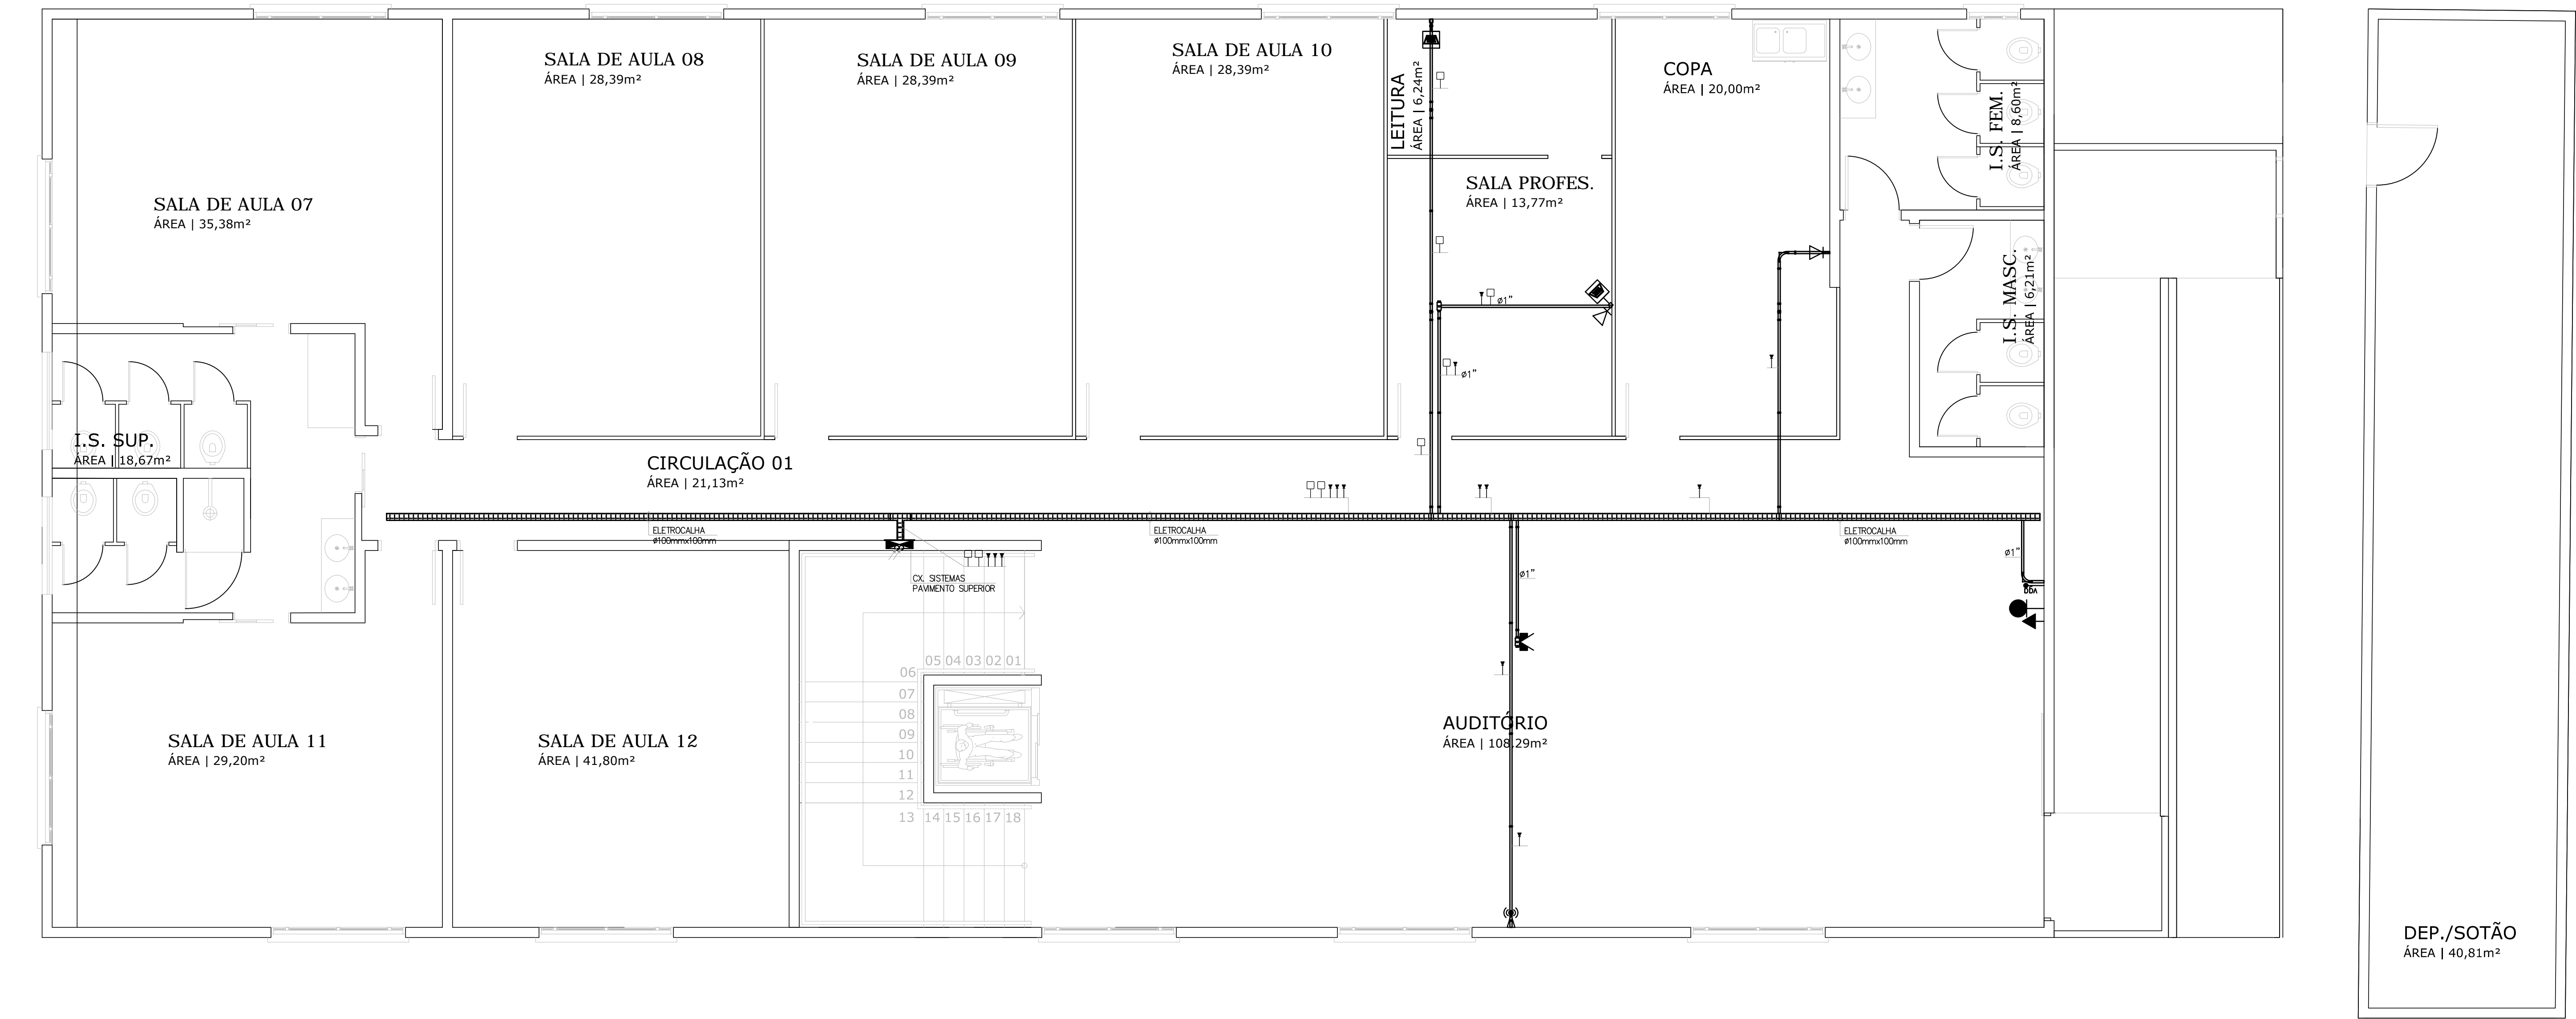 SALA DE AULA 08
ÁREA | 28,39m²
SALA DE AULA 09
ÁREA | 28,39m²
SALA DE AULA 10
ÁREA | 28,39m²
LEITURA
ÁREA | 6,24m²
COPA
ÁREA | 20,00m²
I.S. FEM.
ÁREA | 8,60m²
SALA DE AULA 07
ÁREA | 35,38m²
SALA PROFES.
ÁREA | 13,77m²
I.S. MASC.
ÁREA | 6,21m²
ø1"
ø1"
I.S. SUP.
ÁREA | 18,67m²
CIRCULAÇÃO 01
ÁREA | 21,13m²
ELETROCALHA
ø100mmx100mm
ELETROCALHA
ø100mmx100mm
ELETROCALHA
ø100mmx100mm
CX. SISTEMAS
PAVIMENTO SUPERIOR
ø1"
ø1"
DDA
05 04 03 02 01
06
07
08
09
10
11
12
13 14 15 16 17 18
SALA DE AULA 11
ÁREA | 29,20m²
SALA DE AULA 12
ÁREA | 41,80m²
AUDITÓRIO
ÁREA | 108,29m²
DEP./SOTÃO
ÁREA | 40,81m²